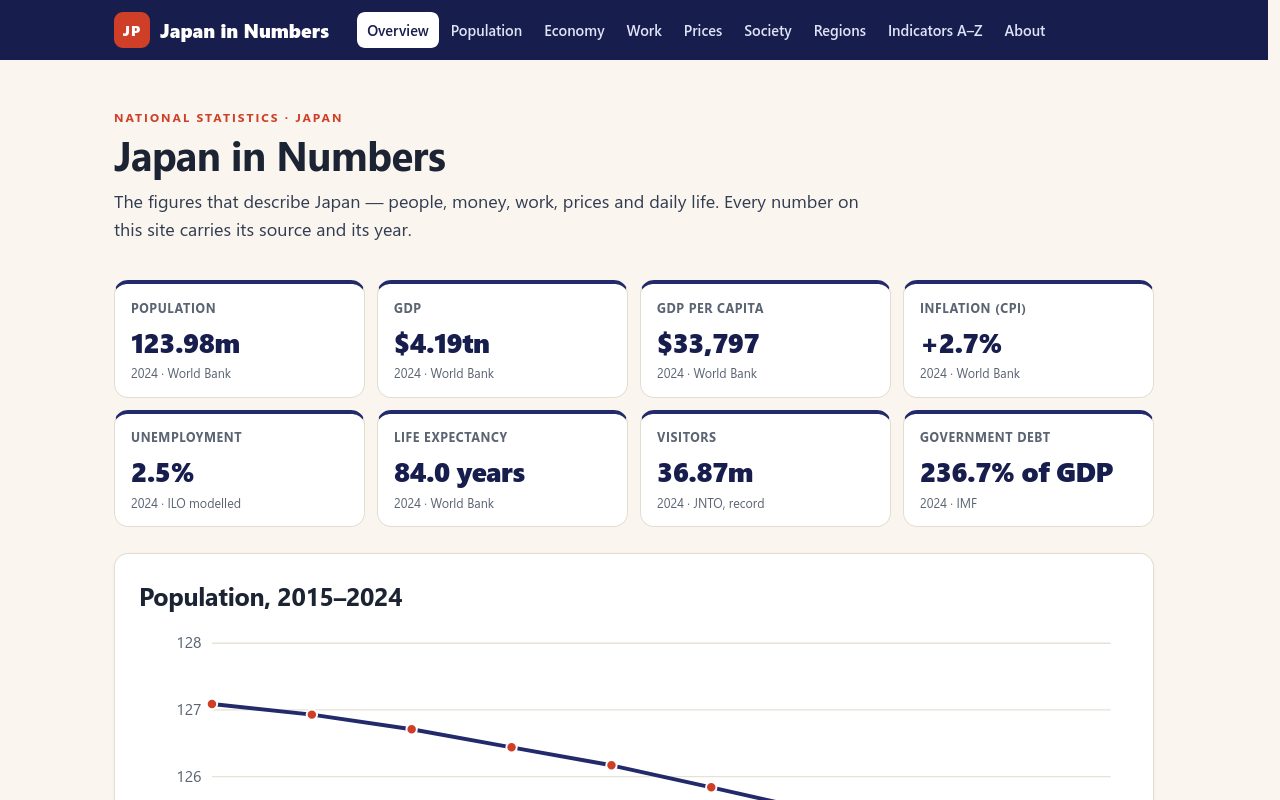 JP Japan in Numbers Overview Population Economy Work Prices Society Regions Indicators A–Z About
NATIONAL STATISTICS · JAPAN
Japan in Numbers
The figures that describe Japan — people, money, work, prices and daily life. Every number on
this site carries its source and its year.
POPULATION
123.98m
2024 · World Bank
GDP
$4.19tn
2024 · World Bank
GDP PER CAPITA
$33,797
2024 · World Bank
INFLATION (CPI)
+2.7%
2024 · World Bank
UNEMPLOYMENT
2.5%
2024 · ILO modelled
LIFE EXPECTANCY
84.0 years
2024 · World Bank
VISITORS
36.87m
2024 · JNTO, record
GOVERNMENT DEBT
236.7% of GDP
2024 · IMF
Population, 2015–2024
128
127
126